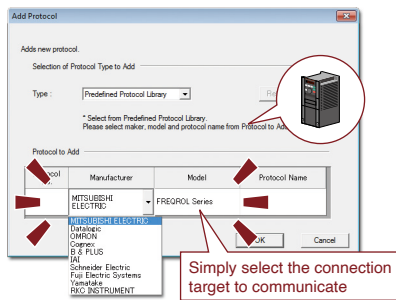 Add Protocol
Adds new protocol.
Selection of Protocol Type to Add
Type :
Predefined Protocol Library
* Select from Predefined Protocol Library.
Please select maker, model and protocol name from Protocol to
Protocol to Add
Manufacturer
Model
Protocol Name
MITSUBISHI
ELECTRIC
FREQROL Series
MITSUBISHI ELECTRIC
Datalogic
OMRON
Cognex
B & PLUS
IAI
Schneider Electric
Fuji Electric Systems
Yamatake
RKC INSTRUMENT
Cancel
Simply select the connection
target to communicate